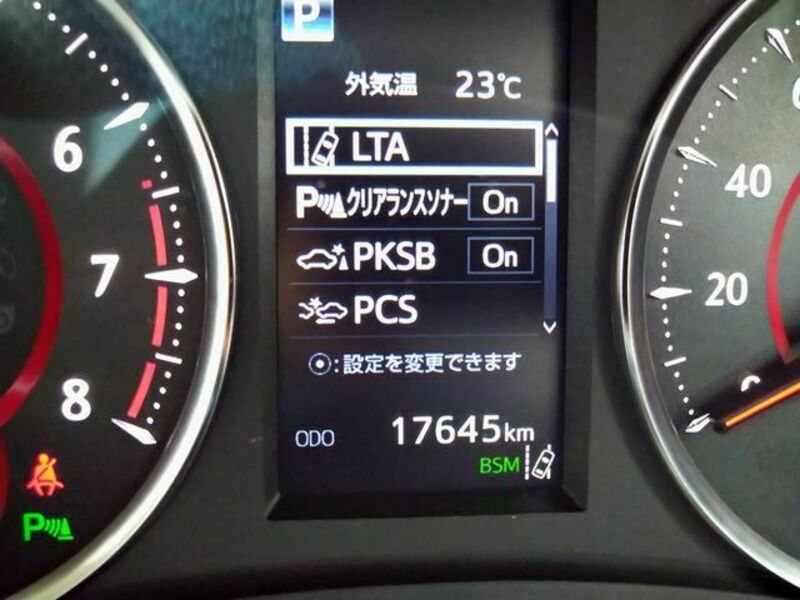 P
外気温 23℃
LTA
Pクリアランスソナー On
PKSB On
PCS
:設定を変更できます
ODO 17645km
BSM
6
7
8
P
40
20